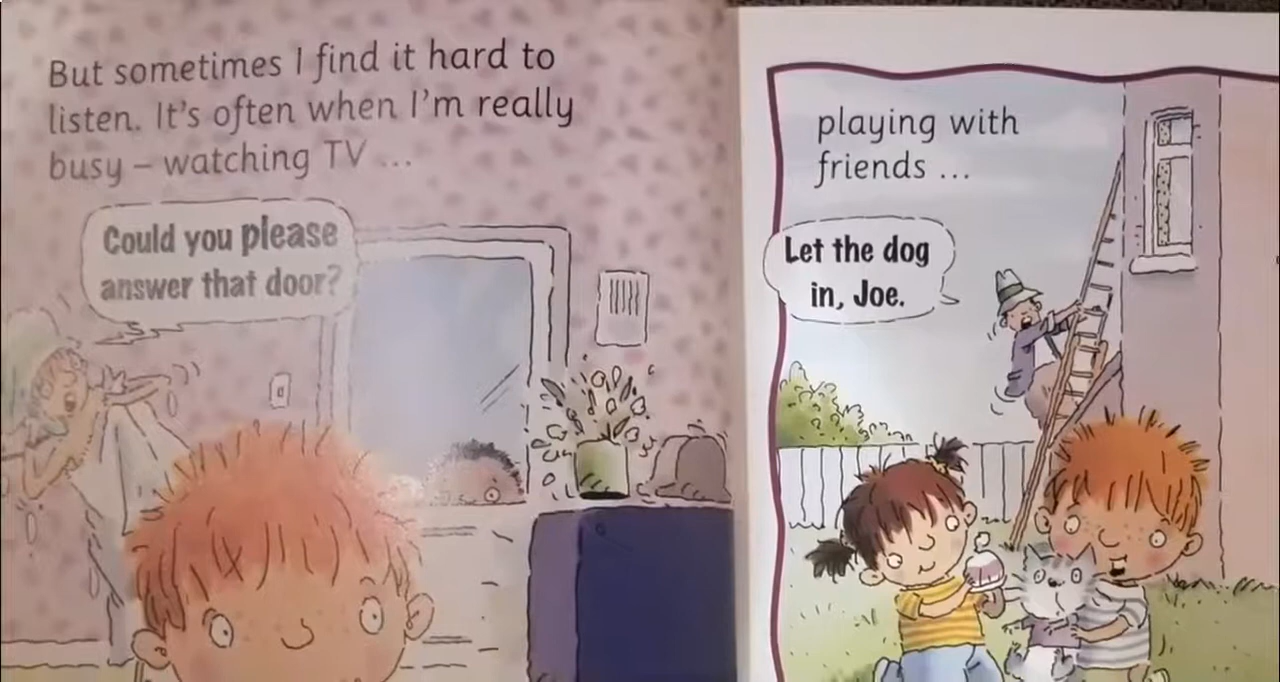 But sometimes I find it hard to
listen. It's often when I'm really
busy – watching TV ...
Could you please
answer that door?
playing with
friends ...
Let the dog
in, Joe.